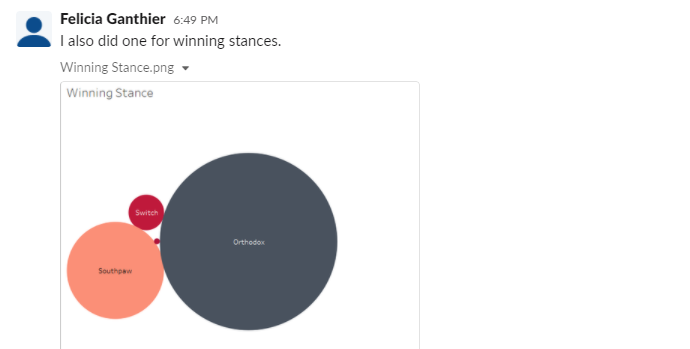 Felicia Ganthier 6:49 PM
I also did one for winning stances.
Winning Stance.png
Winning Stance
Switch
Orthodox
Southpaw